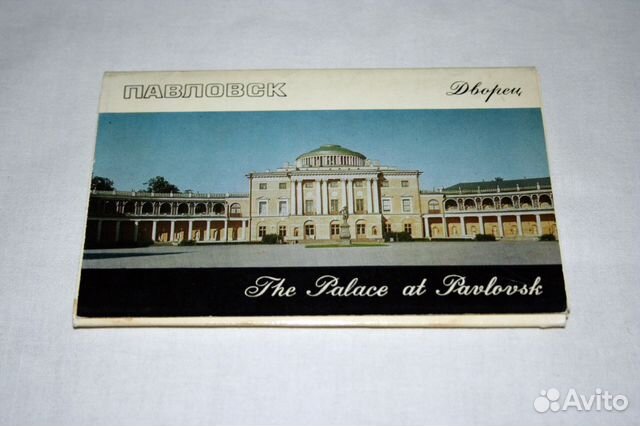 ПАВЛОВСК Дворец
The Palace at Pavlovsk
Avito